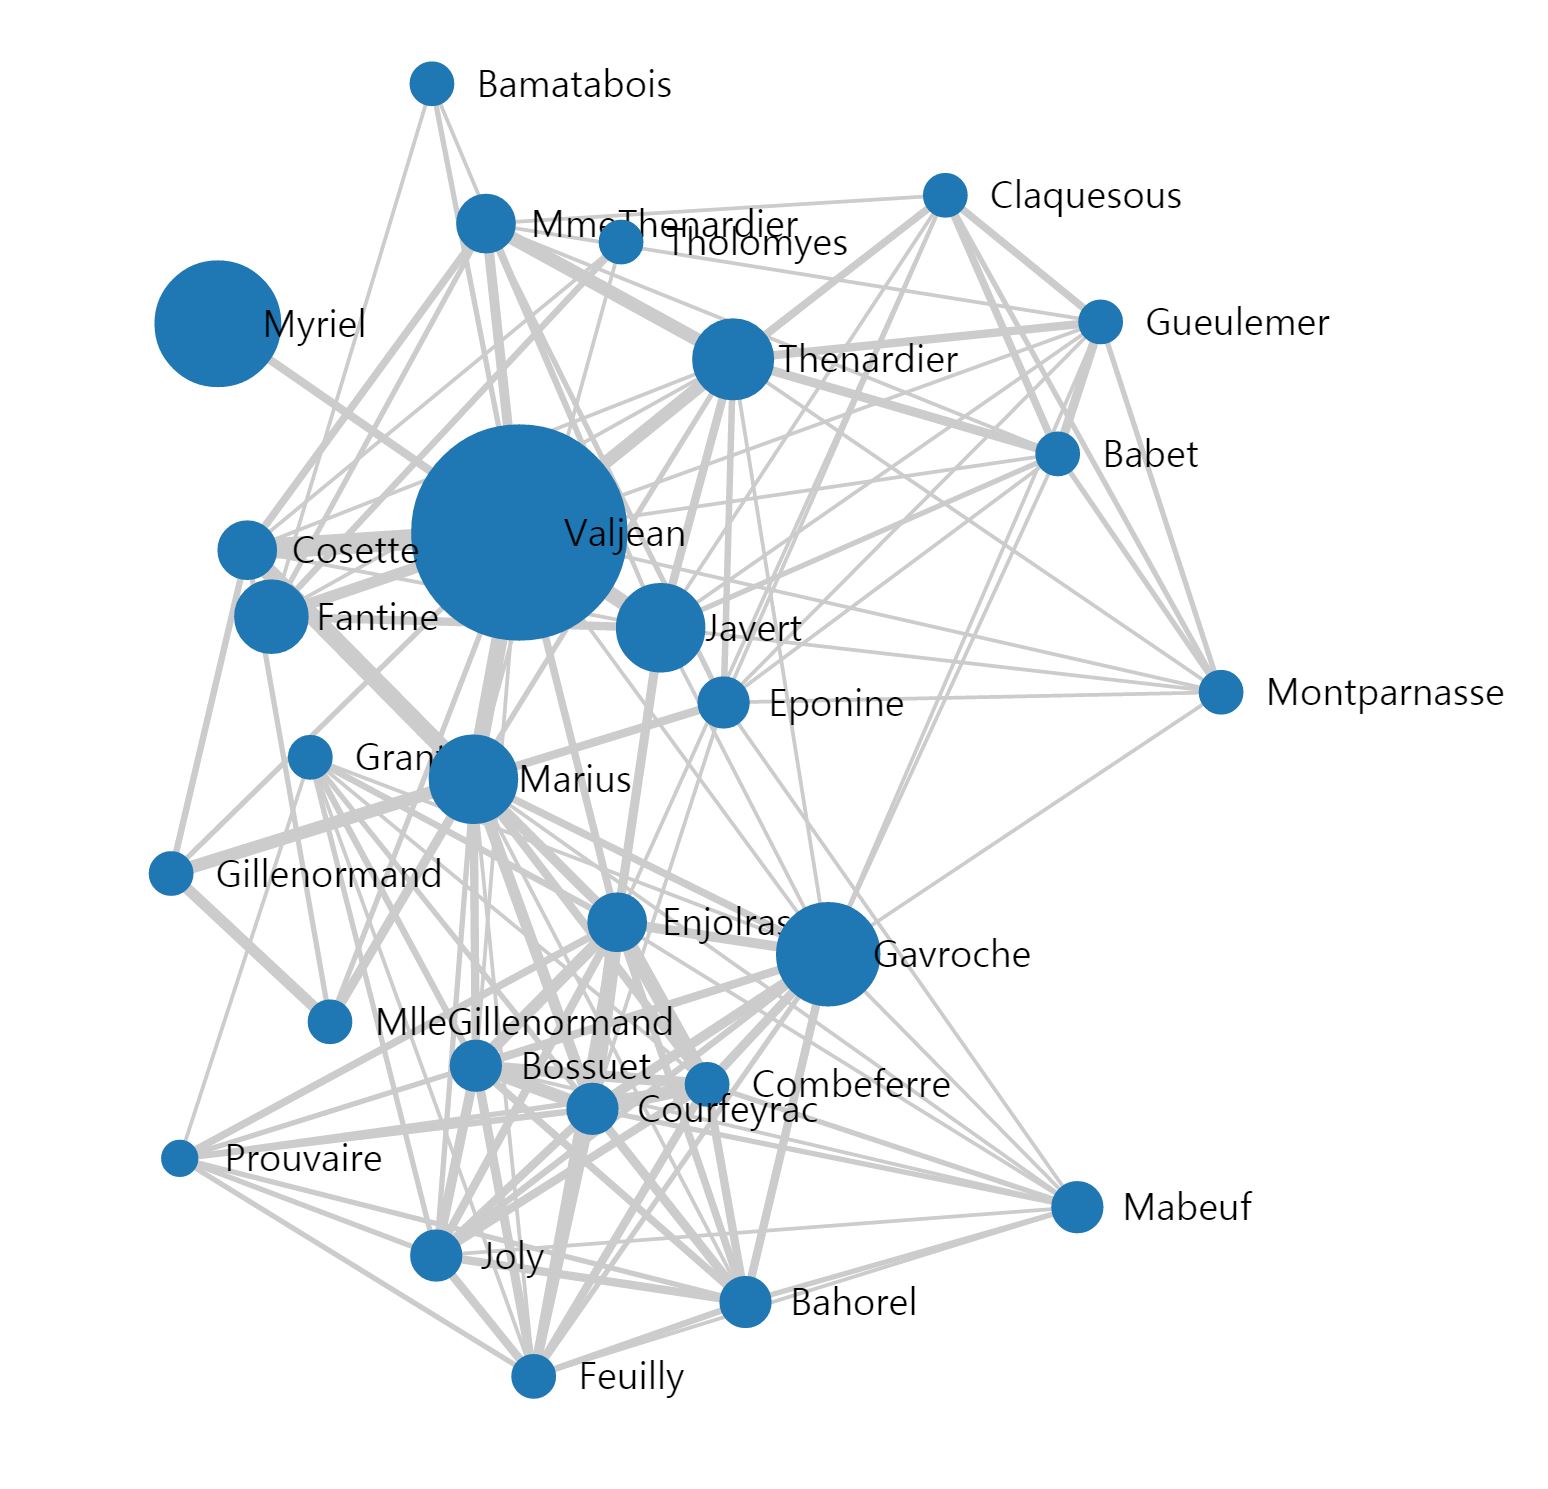 Bamatabois
Claquesous
MmeThenardier
Tholomyes
Myriel
Gueulemer
Thenardier
Babet
Valjean
Cosette
Fantine
Javert
Montparnasse
Eponine
Marius
Gillenormand
Enjolras
Gavroche
MlleGillenormand
Bossuet
Combeferre
Courfeyrac
Prouvaire
Mabeuf
Joly
Bahorel
Feuilly